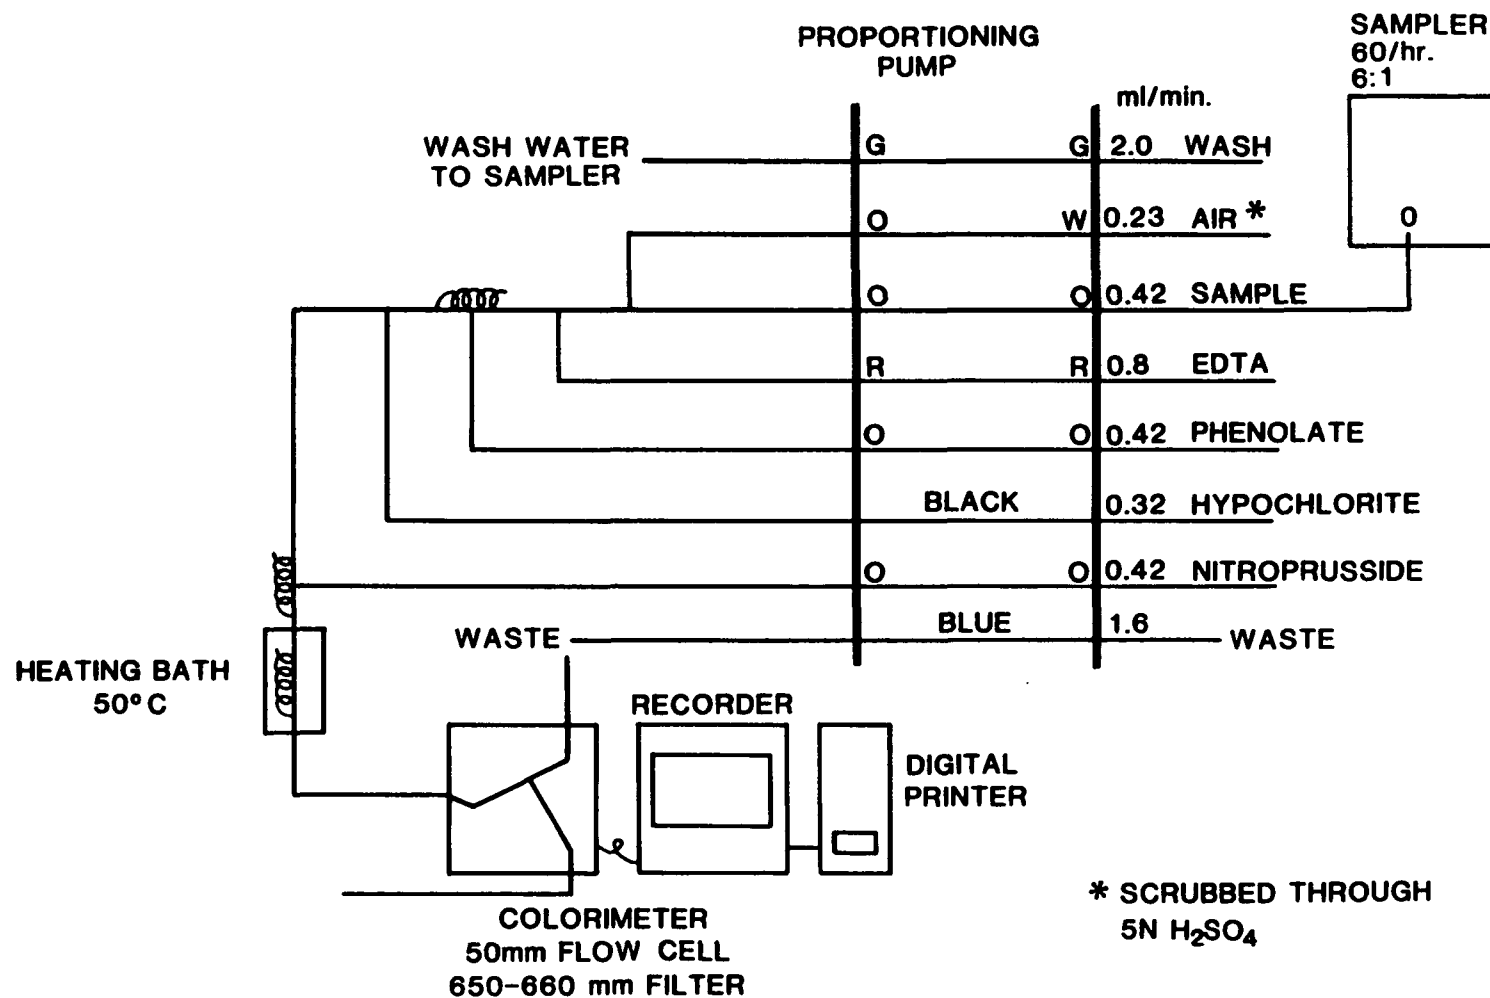 PROPORTIONING
PUMP
SAMPLER
60/hr.
6:1
ml/min.
WASH WATER
TO SAMPLER
G G 2.0 WASH
O W 0.23 AIR *
O
O O 0.42 SAMPLE
R R 0.8 EDTA
O O 0.42 PHENOLATE
BLACK 0.32 HYPOCHLORITE
O O 0.42 NITROPRUSSIDE
WASTE BLUE 1.6 WASTE
HEATING BATH
50°C
RECORDER
DIGITAL
PRINTER
COLORIMETER
50mm FLOW CELL
650-660 mm FILTER
* SCRUBBED THROUGH
5N H₂SO₄